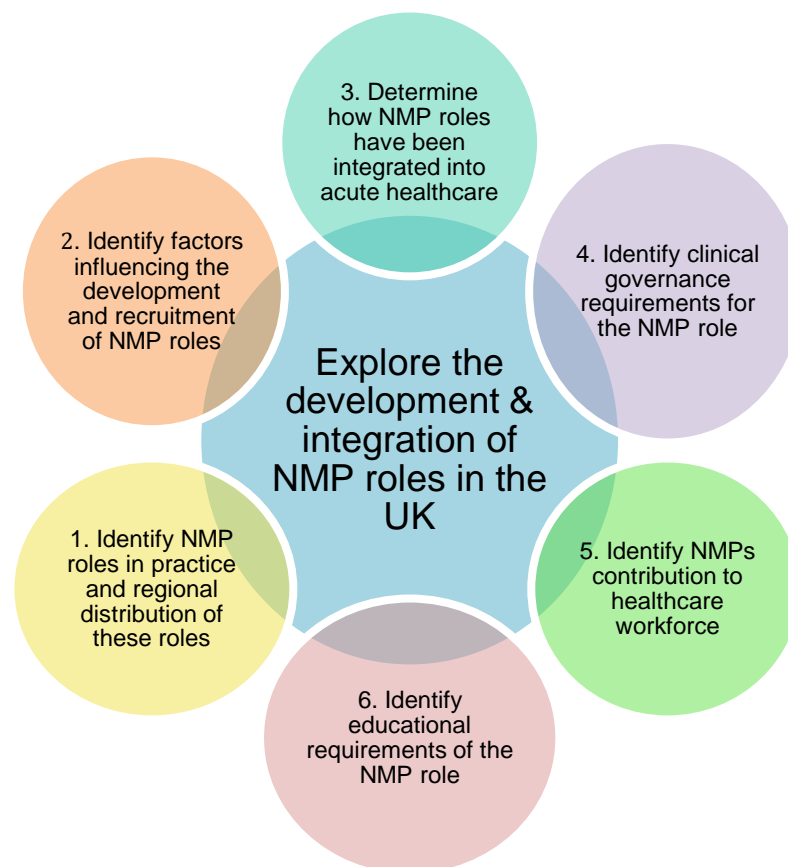 3. Determine
how NMP roles
have been
integrated into
acute healthcare
2. Identify factors
influencing the
development
and recruitment
of NMP roles
4. Identify clinical
governance
requirements for
the NMP role
Explore the
development &
integration of
NMP roles in the
UK
1. Identify NMP
roles in practice
and regional
distribution of
these roles
5. Identify NMPs
contribution to
healthcare
workforce
6. Identify
educational
requirements of the
NMP role